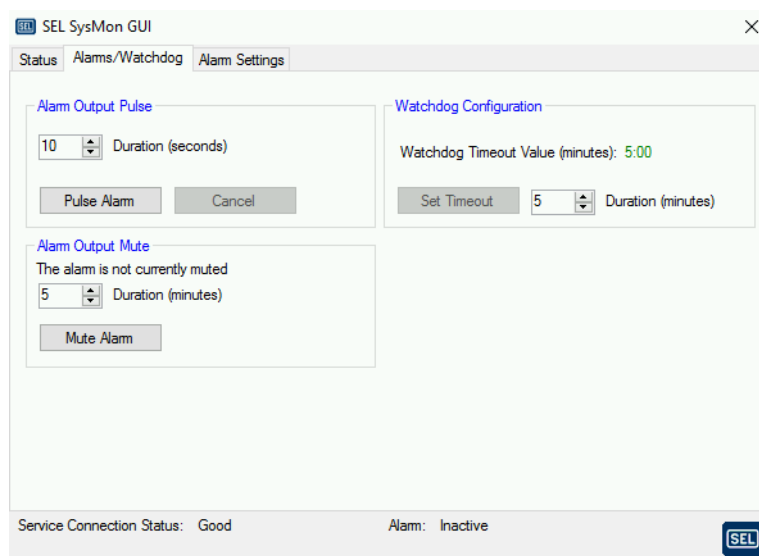 SEL SEL SysMon GUI
Status Alarms/Watchdog Alarm Settings
Alarm Output Pulse
10 Duration (seconds)
Pulse Alarm Cancel
Alarm Output Mute
The alarm is not currently muted
5 Duration (minutes)
Mute Alarm
Watchdog Configuration
Watchdog Timeout Value (minutes): 5:00
Set Timeout 5 Duration (minutes)
Service Connection Status: Good Alarm: Inactive
SEL